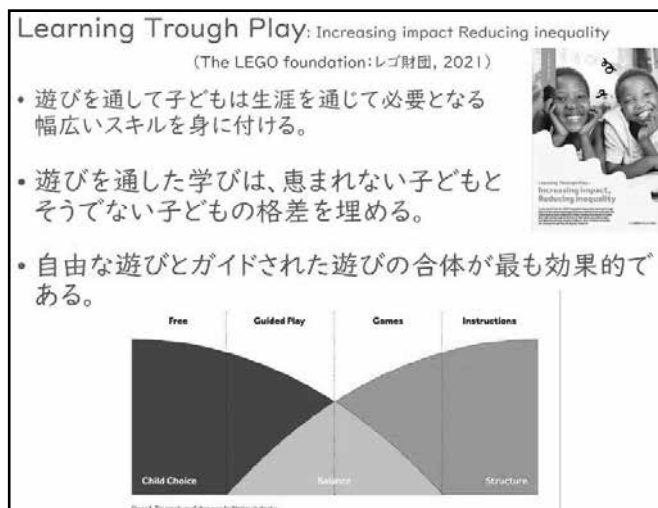 Learning Trough Play: Increasing impact Reducing inequality
(The LEGO foundation:レゴ財団, 2021)
• 遊びを通して子どもは生涯を通じて必要となる
幅広いスキルを身に付ける。
• 遊びを通した学びは、恵まれない子どもと
そうでない子どもの格差を埋める。
Learning Through Play:
Increasing impact,
Reducing inequality
• 自由な遊びとガイドされた遊びの合体が最も効果的で
ある。
Free Guided Play Games Instructions
Child Choice Balance Structure